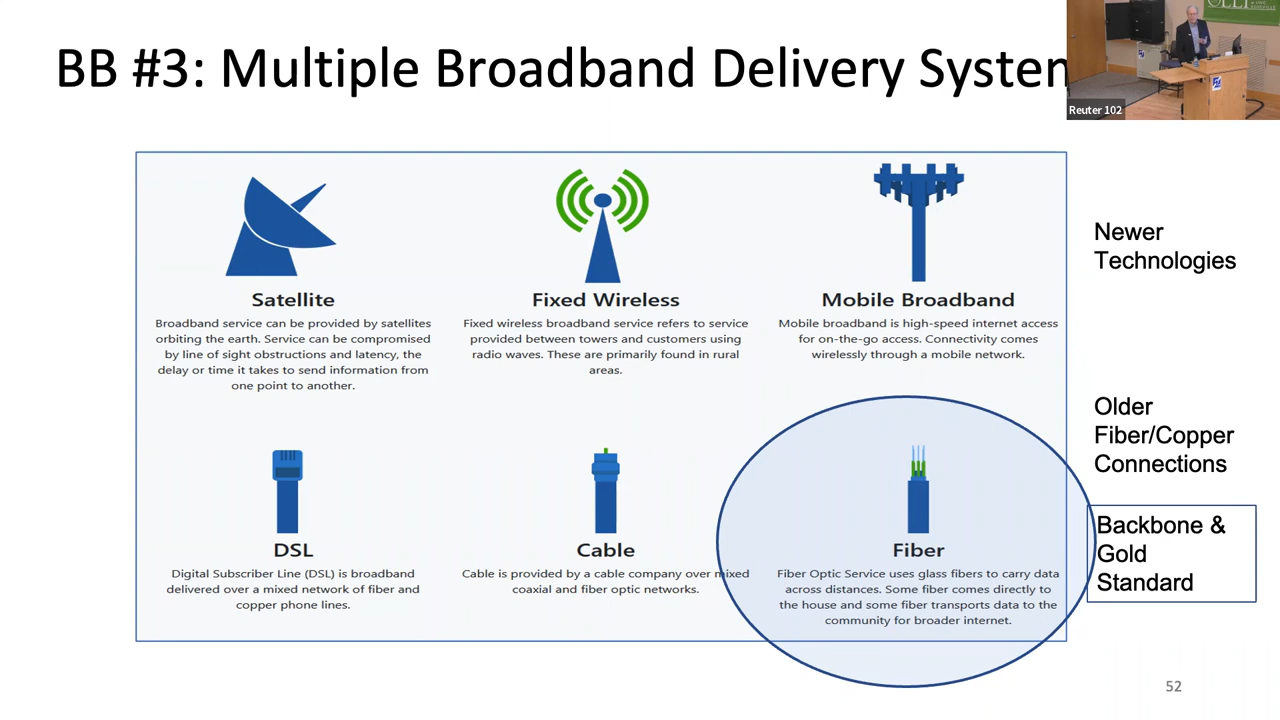 BB #3: Multiple Broadband Delivery System
OLLI
Reuter 102
Satellite
Broadband service can be provided by satellites
orbiting the earth. Service can be compromised
by line of sight obstructions and latency, the
delay or time it takes to send information from
one point to another.
Fixed Wireless
Fixed wireless broadband service refers to service
provided between towers and customers using
radio waves. These are primarily found in rural
areas.
Mobile Broadband
Mobile broadband is high-speed internet access
for on-the-go access. Connectivity comes
wirelessly through a mobile network.
Newer
Technologies
DSL
Digital Subscriber Line (DSL) is broadband
delivered over a mixed network of fiber and
copper phone lines.
Cable
Cable is provided by a cable company over mixed
coaxial and fiber optic networks.
Fiber
Fiber Optic Service uses glass fibers to carry data
across distances. Some fiber comes directly to
the house and some fiber transports data to the
community for broader internet.
Older
Fiber/Copper
Connections
Backbone &
Gold
Standard
52